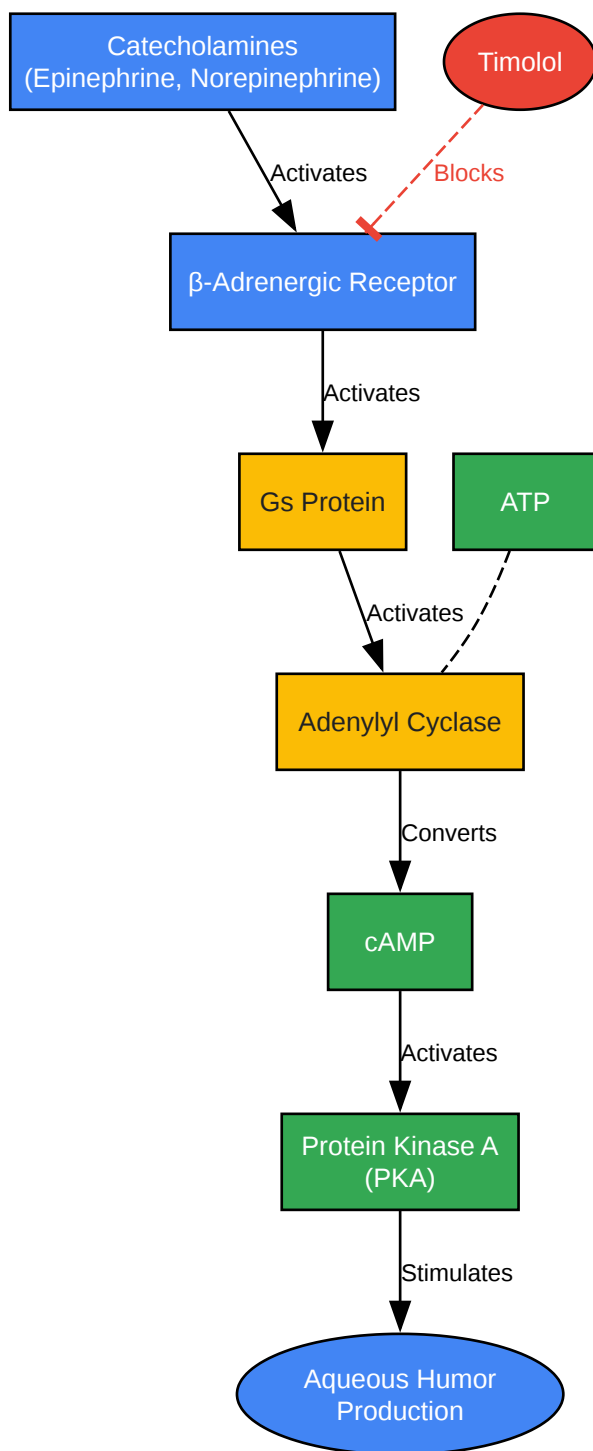 Catecholamines
(Epinephrine, Norepinephrine)
Timolol
Activates
Blocks
β-Adrenergic Receptor
Activates
Gs Protein
ATP
Activates
Adenylyl Cyclase
Converts
cAMP
Activates
Protein Kinase A
(PKA)
Stimulates
Aqueous Humor
Production